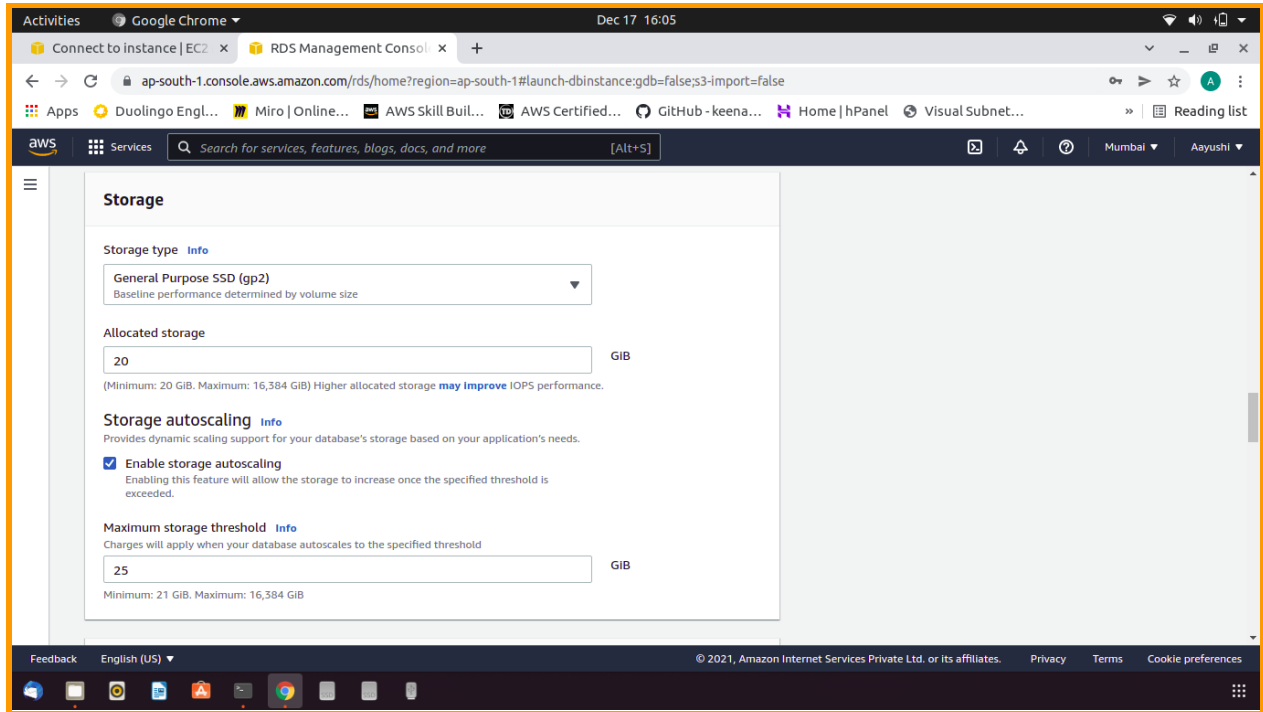 Activities Google Chrome Dec 17 16:05
Connect to instance | EC2 RDS Management Consol
ap-south-1.console.aws.amazon.com/rds/home?region=ap-south-1#launch-dbinstance:gdb=false;s3-import=false A
Apps Duolingo Engl... Miro | Online... AWS Skill Buil... AWS Certified... GitHub - keena... Home | hPanel Visual Subnet... » Reading list
aws Services Search for services, features, blogs, docs, and more [Alt+S] Mumbai Aayushi
Storage
Storage type Info
General Purpose SSD (gp2)
Baseline performance determined by volume size
Allocated storage
20 GiB
(Minimum: 20 GiB. Maximum: 16,384 GiB) Higher allocated storage may improve IOPS performance.
Storage autoscaling Info
Provides dynamic scaling support for your database's storage based on your application's needs.
Enable storage autoscaling
Enabling this feature will allow the storage to increase once the specified threshold is
exceeded.
Maximum storage threshold Info
Charges will apply when your database autoscales to the specified threshold
25 GiB
Minimum: 21 GiB. Maximum: 16,384 GiB
Feedback English (US) © 2021, Amazon Internet Services Private Ltd. or its affiliates. Privacy Terms Cookie preferences